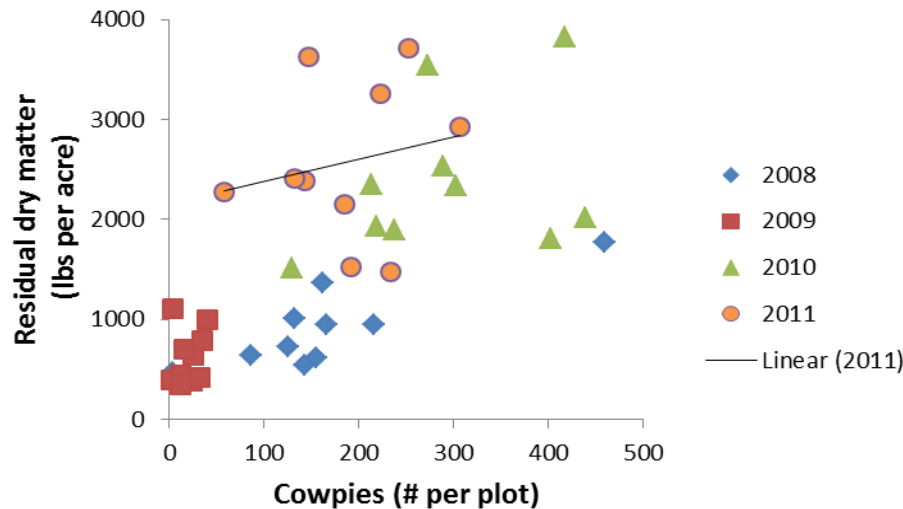 Residual dry matter
(lbs per acre)
4000
3000
2000
1000
0
0 100 200 300 400 500
Cowpies (# per plot)
2008
2009
2010
2011
Linear (2011)